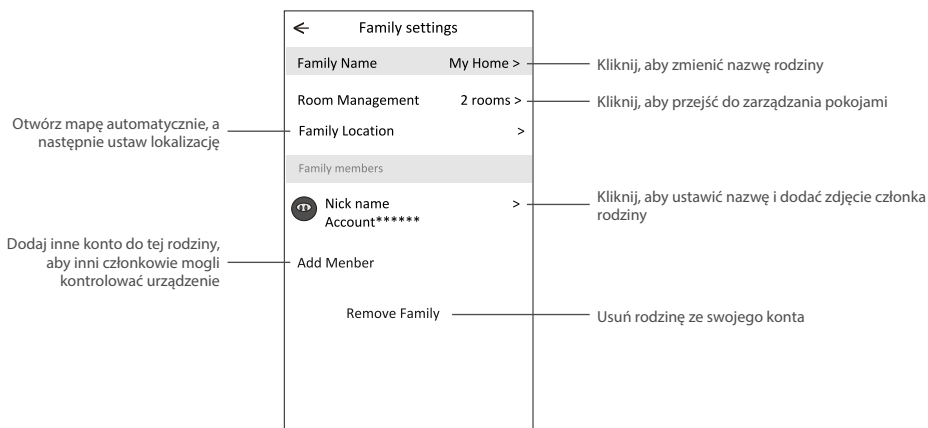 Family settings
Family Name My Home >
Kliknij, aby zmienić nazwę rodziny
Room Management 2 rooms >
Kliknij, aby przejść do zarządzania pokojami
Otwórz mapę automatycznie, a
następnie ustaw lokalizację
Family Location >
Family members
Nick name >
Account******
Kliknij, aby ustawić nazwę i dodać zdjęcie członka
rodziny
Dodaj inne konto do tej rodziny,
aby inni członkowie mogli
kontrolować urządzenie
Add Menber
Remove Family
Usuń rodzinę ze swojego konta